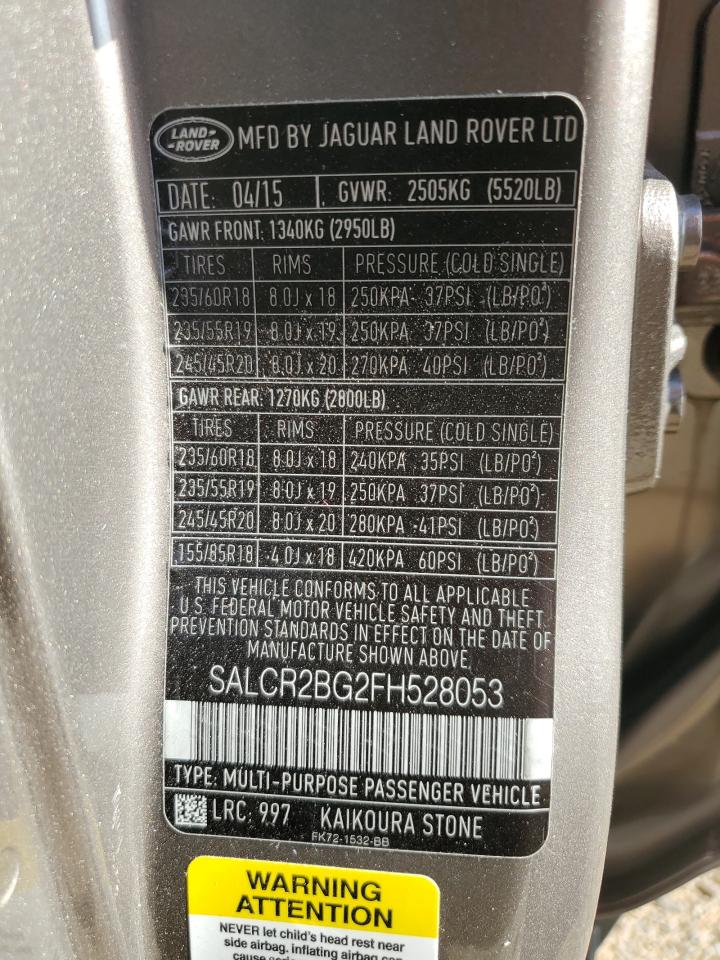 LAND-
-ROVER
MFD BY JAGUAR LAND ROVER LTD
DATE: 04/15 GVWR: 2505KG (5520LB)
GAWR FRONT: 1340KG (2950LB)
TIRES RIMS PRESSURE (COLD SINGLE)
235/60R18 8.0J x 18 250KPA 37PSI (LB/PO²)
235/55R19 8.0J x 19 250KPA 37PSI (LB/PO²)
245/45R20 8.0J x 20 270KPA 40PSI (LB/PO²)
GAWR REAR: 1270KG (2800LB)
TIRES RIMS PRESSURE (COLD SINGLE)
235/60R18 8.0J x 18 240KPA 35PSI (LB/PO²)
235/55R19 8.0J x 19 250KPA 37PSI (LB/PO²)
245/45R20 8.0J x 20 280KPA 41PSI (LB/PO²)
155/85R18 4.0J x 18 420KPA 60PSI (LB/PO²)
THIS VEHICLE CONFORMS TO ALL APPLICABLE
U.S. FEDERAL MOTOR VEHICLE SAFETY AND THEFT
PREVENTION STANDARDS IN EFFECT ON THE DATE OF
MANUFACTURE SHOWN ABOVE.
SALCR2BG2FH528053
TYPE: MULTI-PURPOSE PASSENGER VEHICLE
LRC: 997 KAIKOURA STONE
FK72-1532-BB
WARNING
ATTENTION
NEVER let child's head rest near
side airbag. inflating airbag can